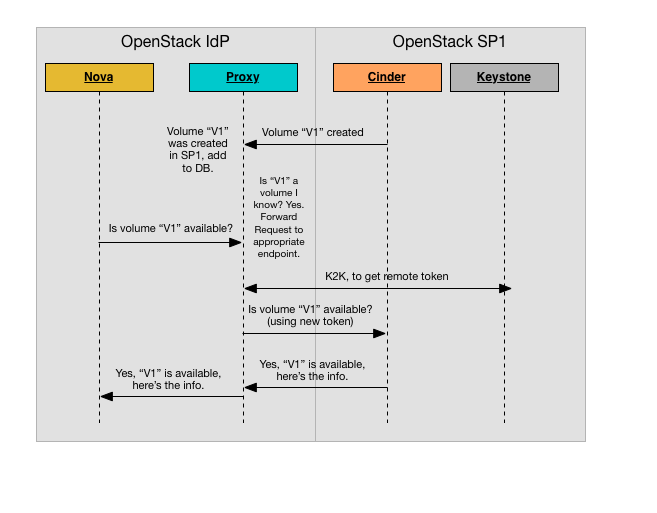 OpenStack IdP
OpenStack SP1
Nova
Proxy
Cinder
Keystone
Volume “V1”
was created
in SP1, add
to DB.
Volume “V1” created
Is “V1” a
volume I
know? Yes.
Forward
Request to
appropriate
endpoint.
Is volume “V1” available?
K2K, to get remote token
Is volume “V1” available?
(using new token)
Yes, “V1” is available,
here’s the info.
Yes, “V1” is available,
here’s the info.